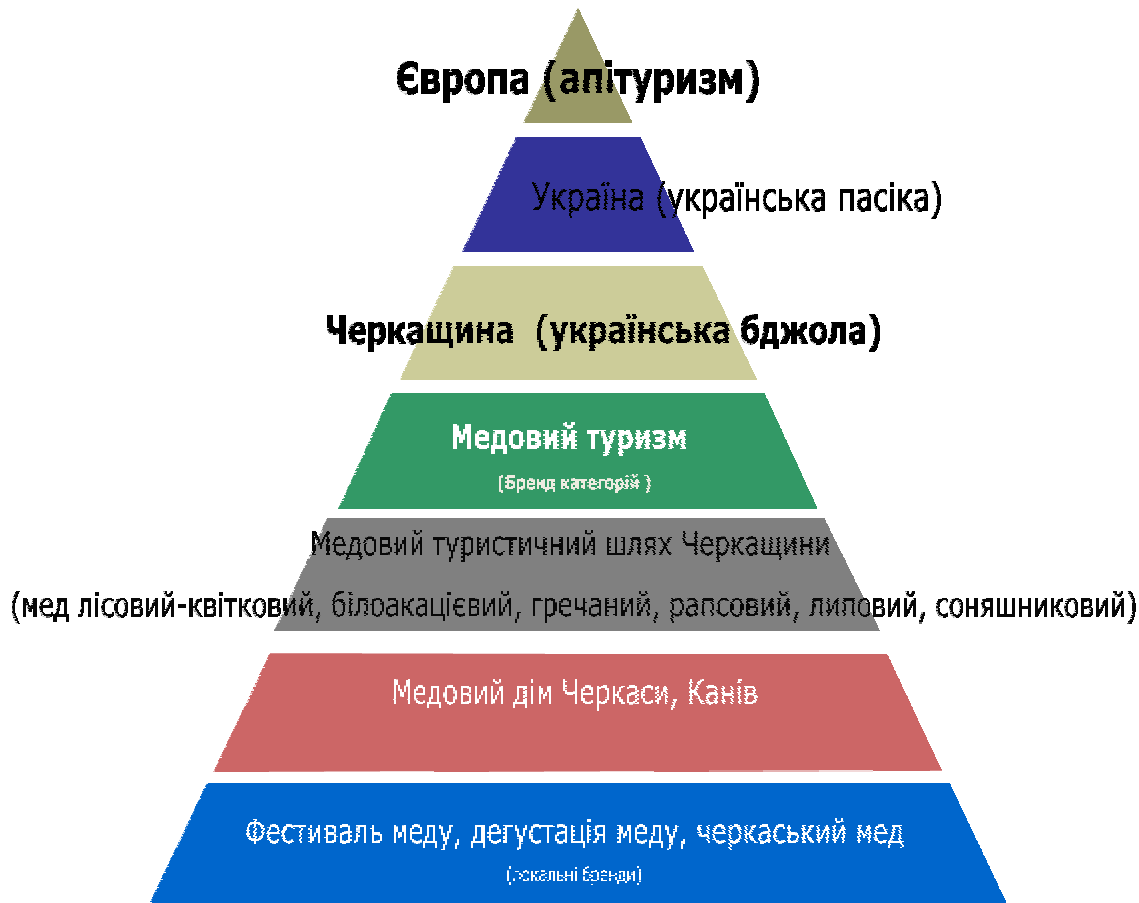 Європа (апітуризм)
Україна (українська пасіка)
Черкащина (українська бджола)
Медовий туризм
(Бренд категорій )
Медовий туристичний шлях Черкащини
(мед лісовий-квітковий, білоакацієвий, гречаний, рапсовий, липовий, соняшниковий)
Медовий дім Черкаси, Канів
Фестиваль меду, дегустація меду, черкаський мед
(локальні бренди)